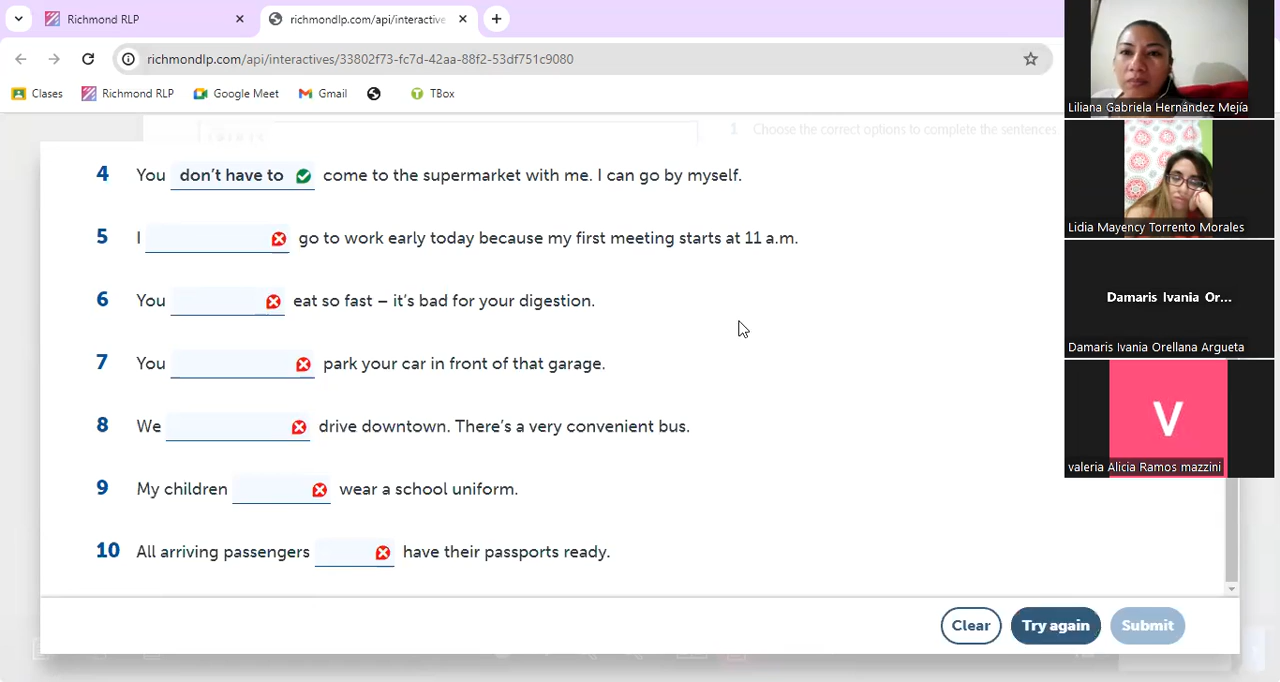 Richmond RLP
richmondlp.com/api/interactive
richmondlp.com/api/interactives/33802f73-fc7d-42aa-88f2-53df751c9080
Clases Richmond RLP Google Meet Gmail TBox
1 Choose the correct options to complete the sentences
4 You don't have to come to the supermarket with me. I can go by myself.
5 I go to work early today because my first meeting starts at 11 a.m.
6 You eat so fast – it's bad for your digestion.
7 You park your car in front of that garage.
8 We drive downtown. There's a very convenient bus.
9 My children wear a school uniform.
10 All arriving passengers have their passports ready.
Clear Try again Submit
Liliana Gabriela Hernández Mejía
Lidia Mayency Torrento Morales
Damaris Ivania Or...
Damaris Ivania Orellana Argueta
V
valeria Alicia Ramos mazzini